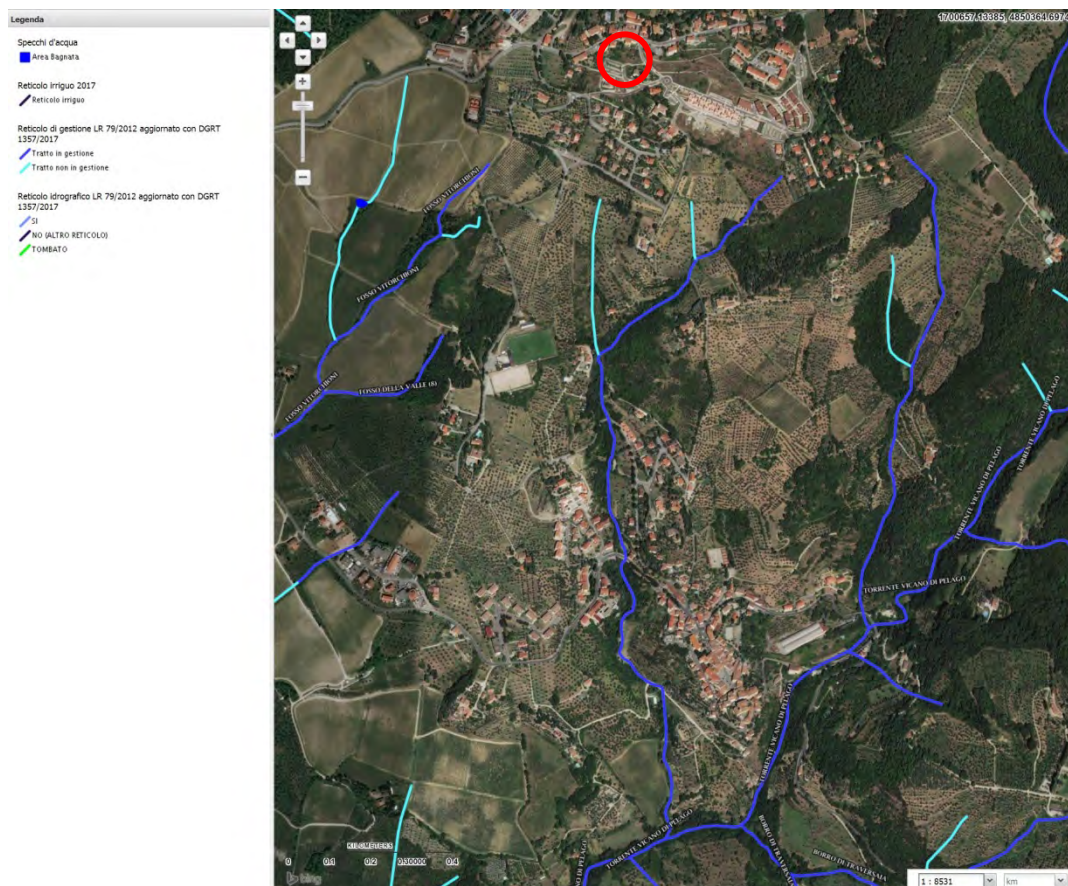 Legenda
Specchi d'acqua
Area Bagnata
Reticolo irriguo 2017
Reticolo irriguo
Reticolo di gestione LR 79/2012 aggiornato con DGRT
1357/2017
Tratto in gestione
Tratto non in gestione
Reticolo idrografico LR 79/2012 aggiornato con DGRT
1357/2017
SI
NO (ALTRO RETICOLO)
TOMBATO
FOSSO VITORCHIONI
FOSSO VITORCHIONI
FOSSO VITORCHIONI
FOSSO DELLA VALLE (8)
TORRENTE VICANO DI PELAGO
TORRENTE VICANO DI PELAGO
TORRENTE VICANO DI PELAGO
TORRENTE VICANO DI PELAGO
TORRENTE VICANO DI PELAGO
BORRO DI TRAVERSAIA
BORRO DI TRAVERSAIA
KILOMETERS
0 0.1 0.2 0.30000 0.4
bing
1 : 8531
km